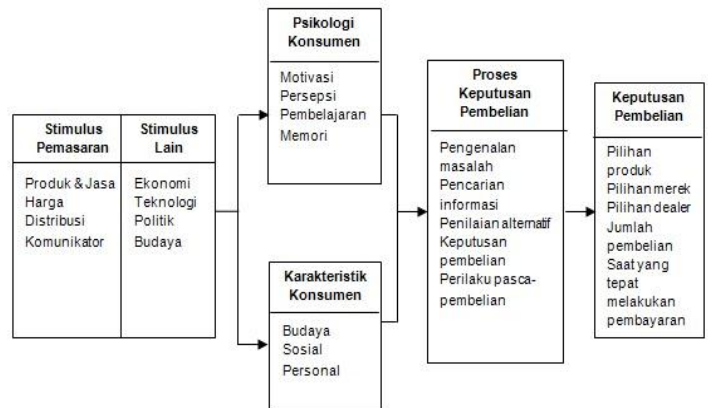 Stimulus
Pemasaran
Produk & Jasa
Harga
Distribusi
Komunikator
Stimulus
Lain
Ekonomi
Teknologi
Politik
Budaya
Psikologi
Konsumen
Motivasi
Persepsi
Pembelajaran
Memori
Karakteristik
Konsumen
Budaya
Sosial
Personal
Proses
Keputusan
Pembelian
Pengenalan
masalah
Pencarian
informasi
Penilaian alternatif
Keputusan
pembelian
Perilaku pasca-
pembelian
Keputusan
Pembelian
Pilihan
produk
Pilihan merek
Pilihan dealer
Jumlah
pembelian
Saat yang
tepat
melakukan
pembayaran